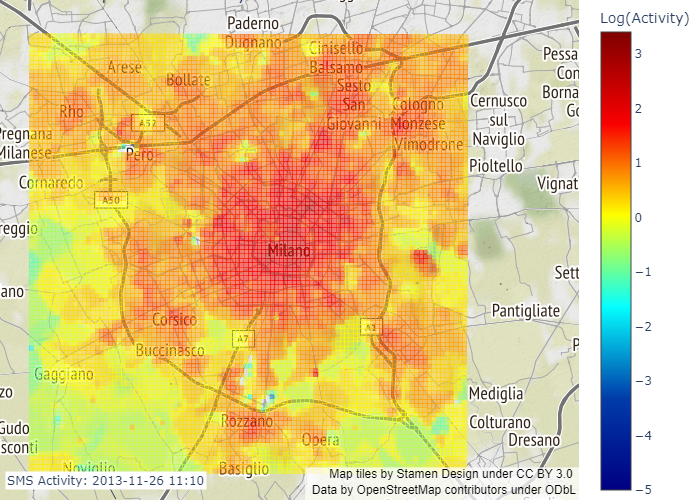 Log(Activity)
Paderno
Dugnano
Cinisello
Balsamo
Arese
Bollate
Sesto
San
Giovanni
Rho
A52
Cologno
Monzese
Vimodrone
Pessa
Con
Borna
Go
Cernusco
sul
Naviglio
Pregnana
Milanese
Pero
Pioltello
Cornaredo
Vignat
A50
reggio
Milano
Sett
ano
Pantigliate
Corsico
A7
A1
Buccinasco
P
Gaggiano
zo
Mediglia
Rozzano
Colturano
Gudo
sconti
Opera
Dresano
Noviglio
Basiglio
3
2
1
0
−1
−2
−3
−4
−5
SMS Activity: 2013-11-26 11:10
Map tiles by Stamen Design under CC BY 3.0
Data by OpenStreetMap contributors under ODbL